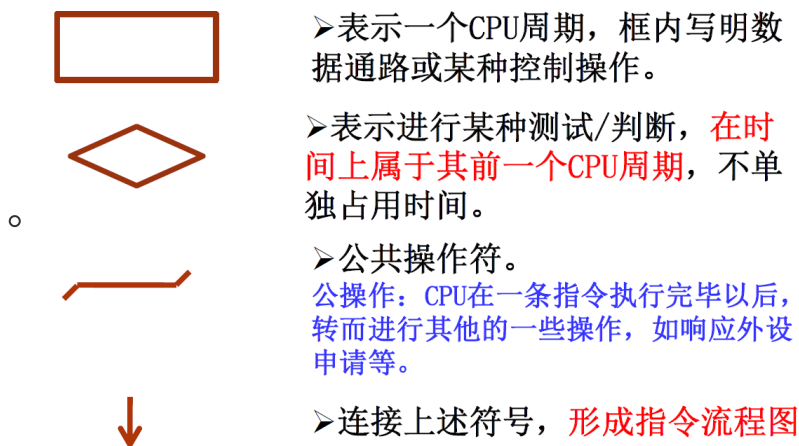 ➢表示一个CPU周期，框内写明数
据通路或某种控制操作。
➢表示进行某种测试/判断，在时
间上属于其前一个CPU周期，不单
独占用时间。
。
➢公共操作符。
公操作：CPU在一条指令执行完毕以后，
转而进行其他的一些操作，如响应外设
申请等。
➢连接上述符号，形成指令流程图